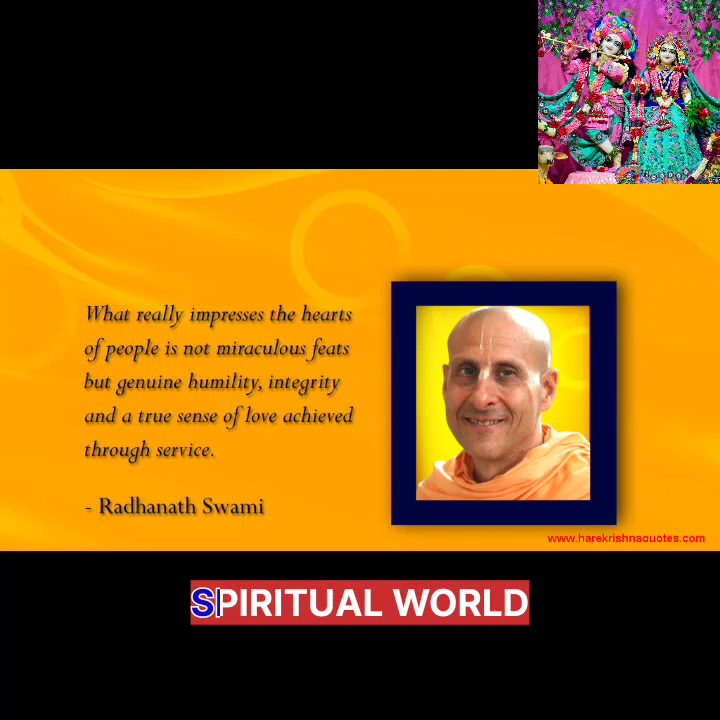 What really impresses the hearts
of people is not miraculous feats
but genuine humility, integrity
and a true sense of love achieved
through service.
- Radhanath Swami
www.harekrishnaquotes.com
SPIRITUAL WORLD